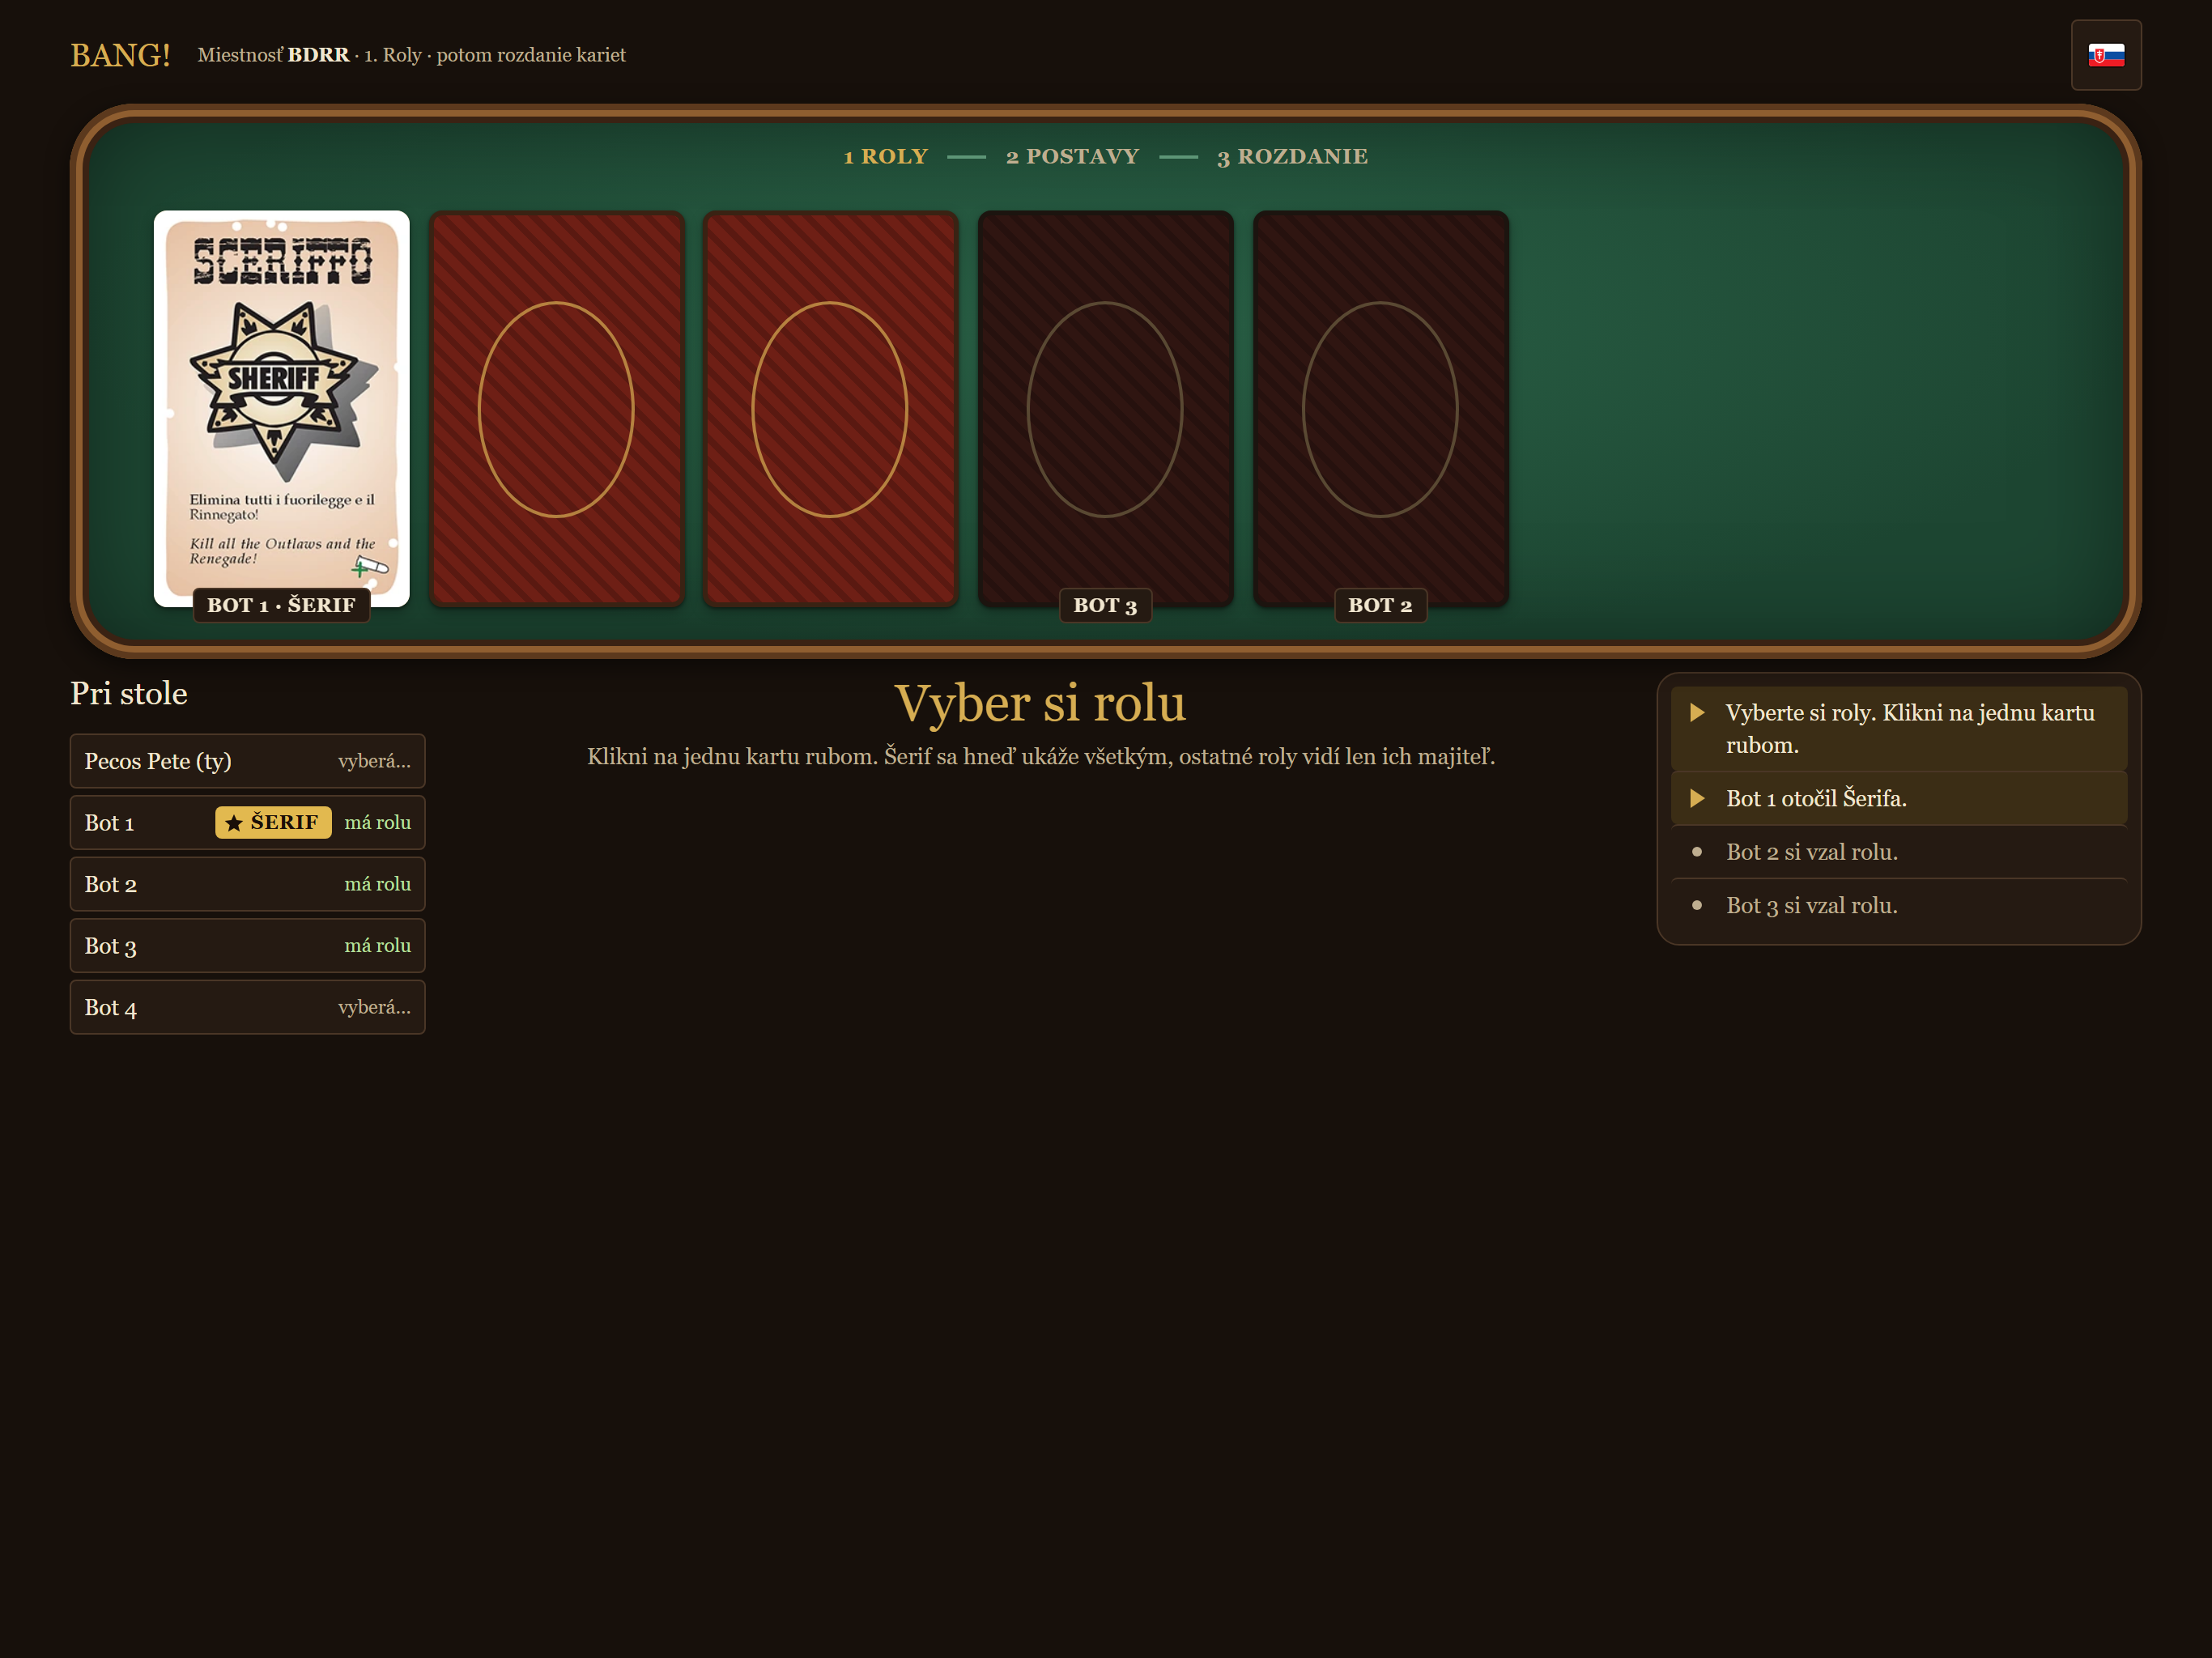 BANG!
Miestnosť BDRR · 1. Roly · potom rozdanie kariet
1 ROLY
2 POSTAVY
3 ROZDANIE
SCERIFFO
SHERIFF
Elimina tutti i fuorilegge e il
Rinnegato!
Kill all the Outlaws and the
Renegade!
BOT 1 · ŠERIF
BOT 3
BOT 2
Pri stole
Pecos Pete (ty) vyberá...
Bot 1 ★ ŠERIF má rolu
Bot 2 má rolu
Bot 3 má rolu
Bot 4 vyberá...
Vyber si rolu
Klikni na jednu kartu rubom. Šerif sa hneď ukáže všetkým, ostatné roly vidí len ich majiteľ.
Vyberte si roly. Klikni na jednu kartu
rubom.
Bot 1 otočil Šerifa.
Bot 2 si vzal rolu.
Bot 3 si vzal rolu.